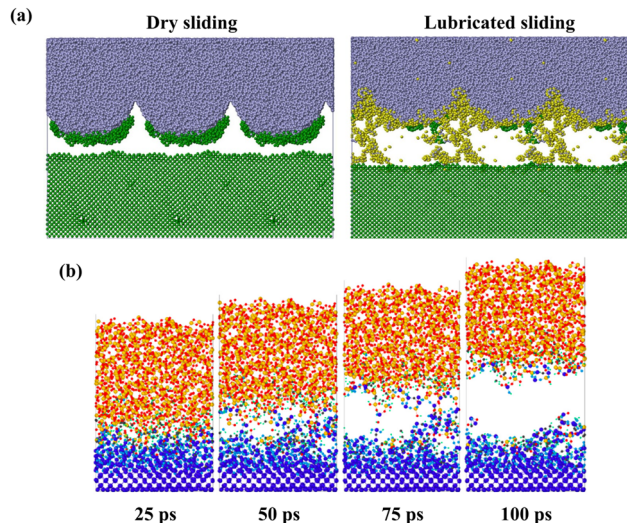 (a)
Dry sliding
Lubricated sliding
(b)
25 ps
50 ps
75 ps
100 ps